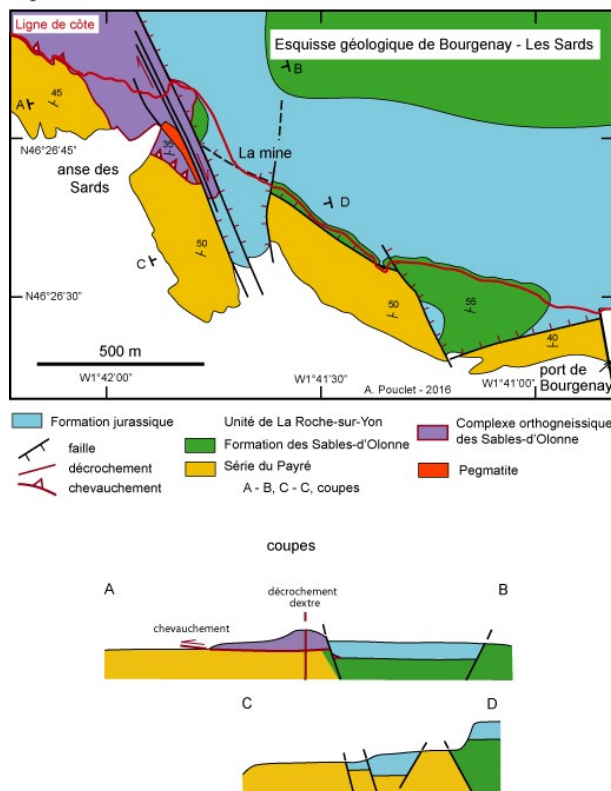 Ligne de côte
Esquisse géologique de Bourgenay - Les Sards
B
A
45
N46°26'45"
35
La mine
anse des
Sards
D
C
50
N46°26'30"
50
55
40
500 m
port de
Bourgenay
W1°42'00"
W1°41'30"
A. Pouclet - 2016
W1°41'00"
Formation jurassique
Unité de La Roche-sur-Yon
Complexe orthogneissique
des Sables-d'Olonne
faille
Formation des Sables-d'Olonne
décrochement
Série du Payré
Pegmatite
chevauchement
A - B, C - C, coupes
coupes
A
décrochement
dextre
B
chevauchement
C
D